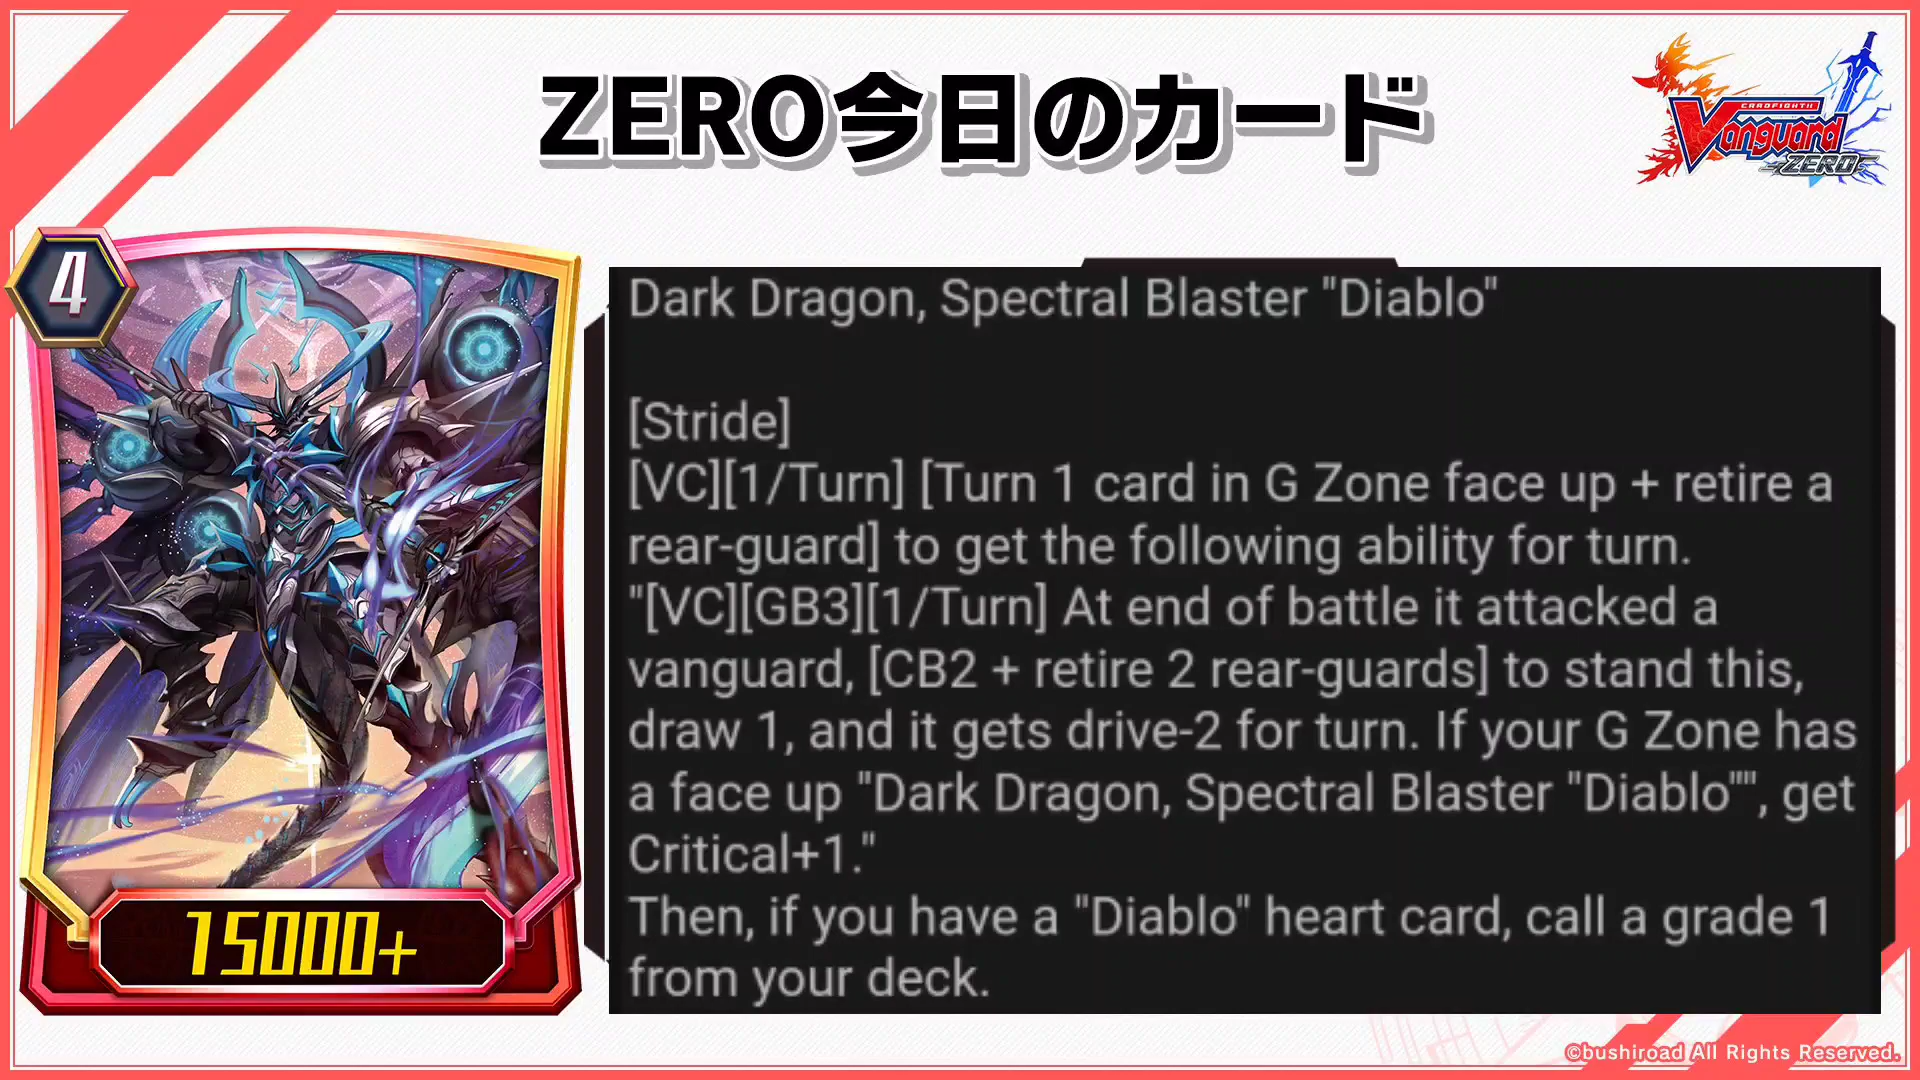 ZERO今日のカード
CARDFIGHT!!
Vanguard
ZERO
4
15000+
Dark Dragon, Spectral Blaster "Diablo"
[Stride]
[VC][1/Turn] [Turn 1 card in G Zone face up + retire a
rear-guard] to get the following ability for turn.
"[VC][GB3][1/Turn] At end of battle it attacked a
vanguard, [CB2 + retire 2 rear-guards] to stand this,
draw 1, and it gets drive-2 for turn. If your G Zone has
a face up "Dark Dragon, Spectral Blaster "Diablo"", get
Critical+1."
Then, if you have a "Diablo" heart card, call a grade 1
from your deck.
©bushiroad All Rights Reserved.